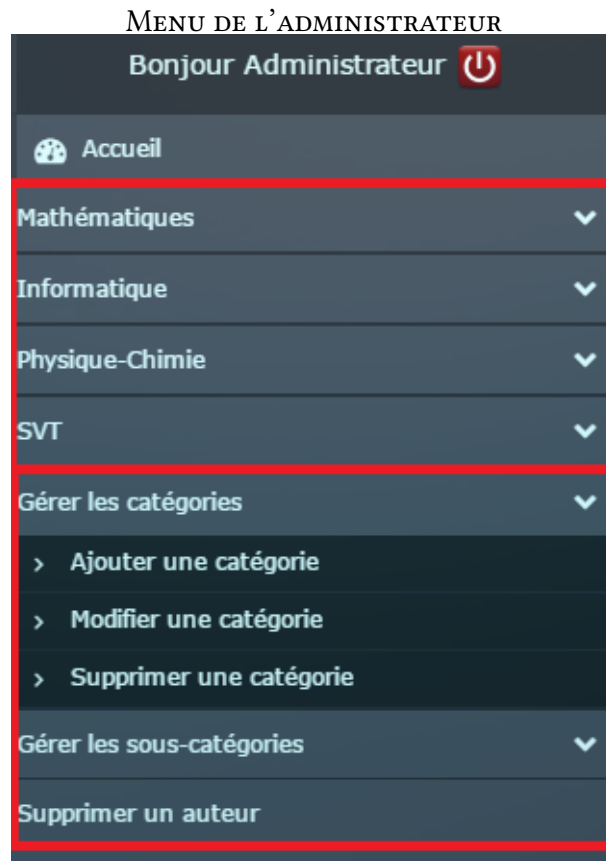 Menu de l'administrateur
Bonjour Administrateur
Accueil
Mathématiques
Informatique
Physique-Chimie
SVT
Gérer les catégories
Ajouter une catégorie
Modifier une catégorie
Supprimer une catégorie
Gérer les sous-catégories
Supprimer un auteur